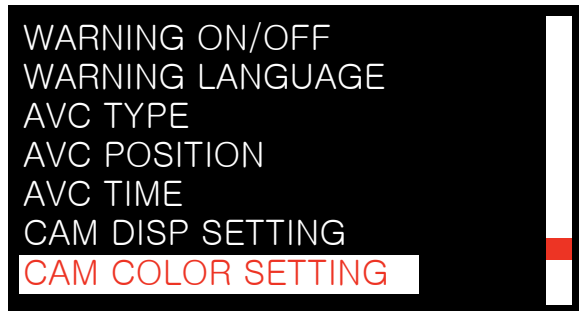 WARNING ON/OFF
WARNING LANGUAGE
AVC TYPE
AVC POSITION
AVC TIME
CAM DISP SETTING
CAM COLOR SETTING